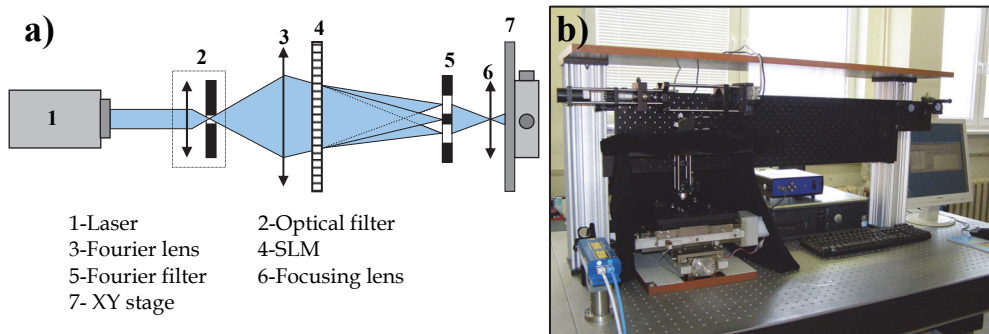 a)
1
2
3
4
5
6
7
1-Laser
2-Optical filter
3-Fourier lens
4-SLM
5-Fourier filter
6-Focusing lens
7- XY stage
b)